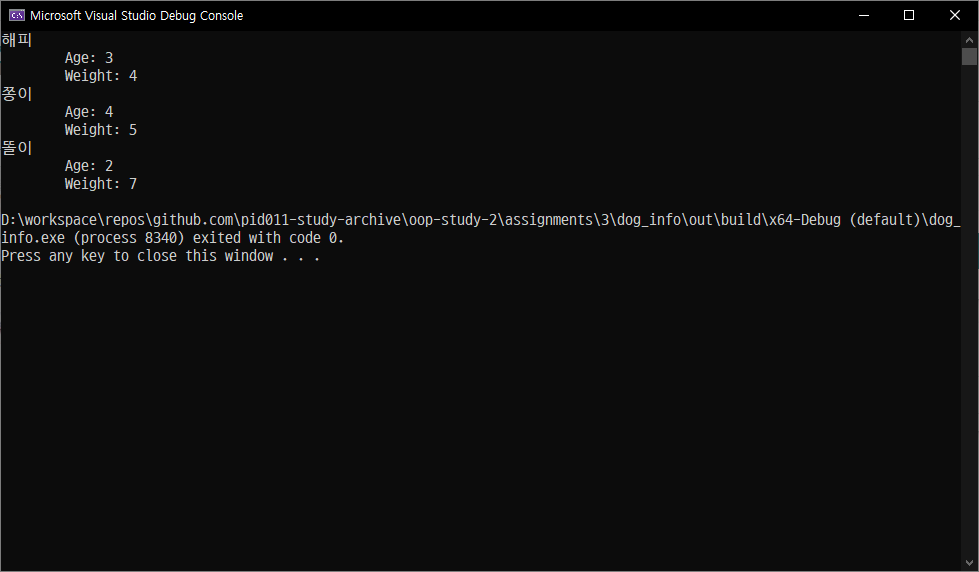 Microsoft Visual Studio Debug Console
해피
Age: 3
Weight: 4
쫑이
Age: 4
Weight: 5
똘이
Age: 2
Weight: 7
D:\workspace\repos\github.com\pid011-study-archive\oop-study-2\assignments\3\dog_info\out\build\x64-Debug (default)\dog_
info.exe (process 8340) exited with code 0.
Press any key to close this window . . .